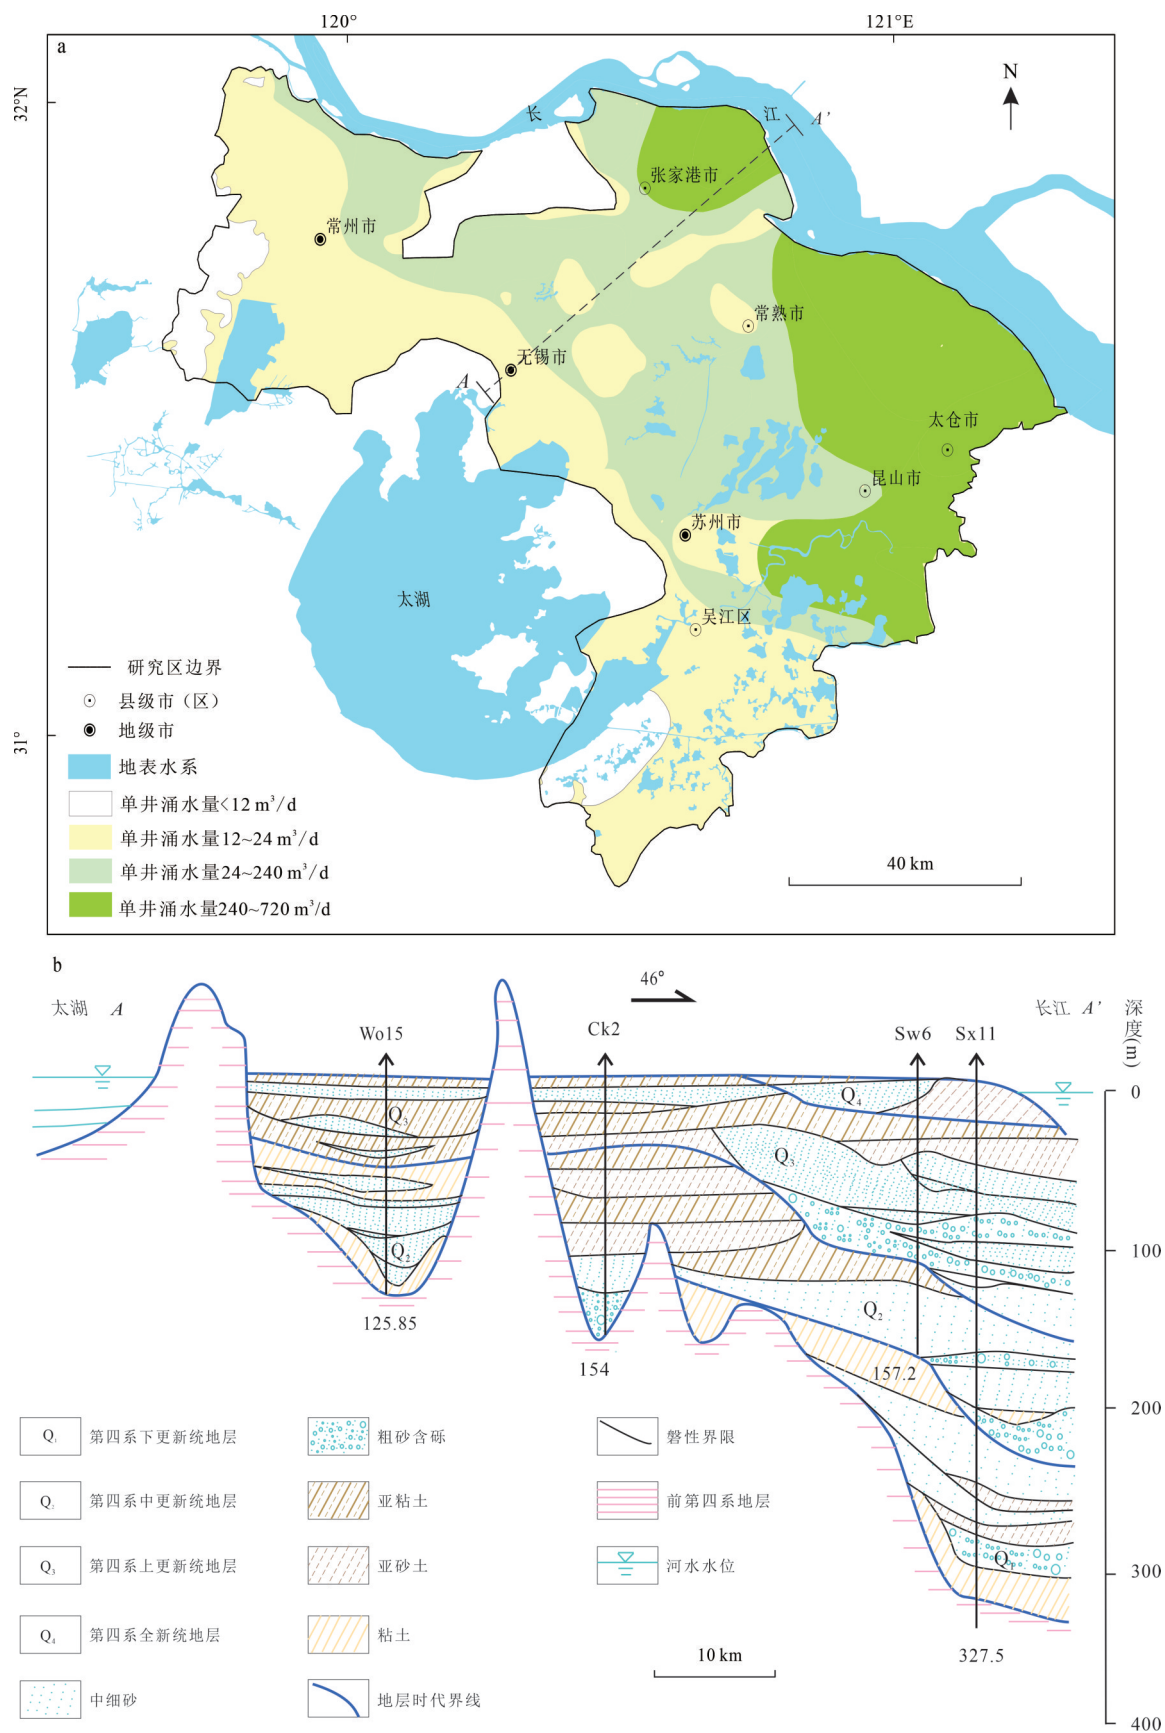 120°
121°E
a
32°N
N
长
江
A’
张家港市
常州市
常熟市
无锡市
A
太仓市
昆山市
苏州市
太湖
吴江区
31°
研究区边界
县级市（区）
地级市
地表水系
单井涌水量<12 m³/d
单井涌水量12~24 m³/d
单井涌水量24~240 m³/d
单井涌水量240~720 m³/d
40 km
b
46°
太湖 A
长江 A’
深度(m)
Wo15
Ck2
Sw6
Sx11
0
Q₄
Q₃
Q₃
100
Q₂
Q₂
125.85
154
157.2
200
300
Q₁
327.5
400
Q₁ 第四系下更新统地层
粗砂含砾
磐性界限
Q₂ 第四系中更新统地层
亚粘土
前第四系地层
Q₃ 第四系上更新统地层
亚砂土
河水水位
Q₄ 第四系全新统地层
粘土
10 km
中细砂
地层时代界线